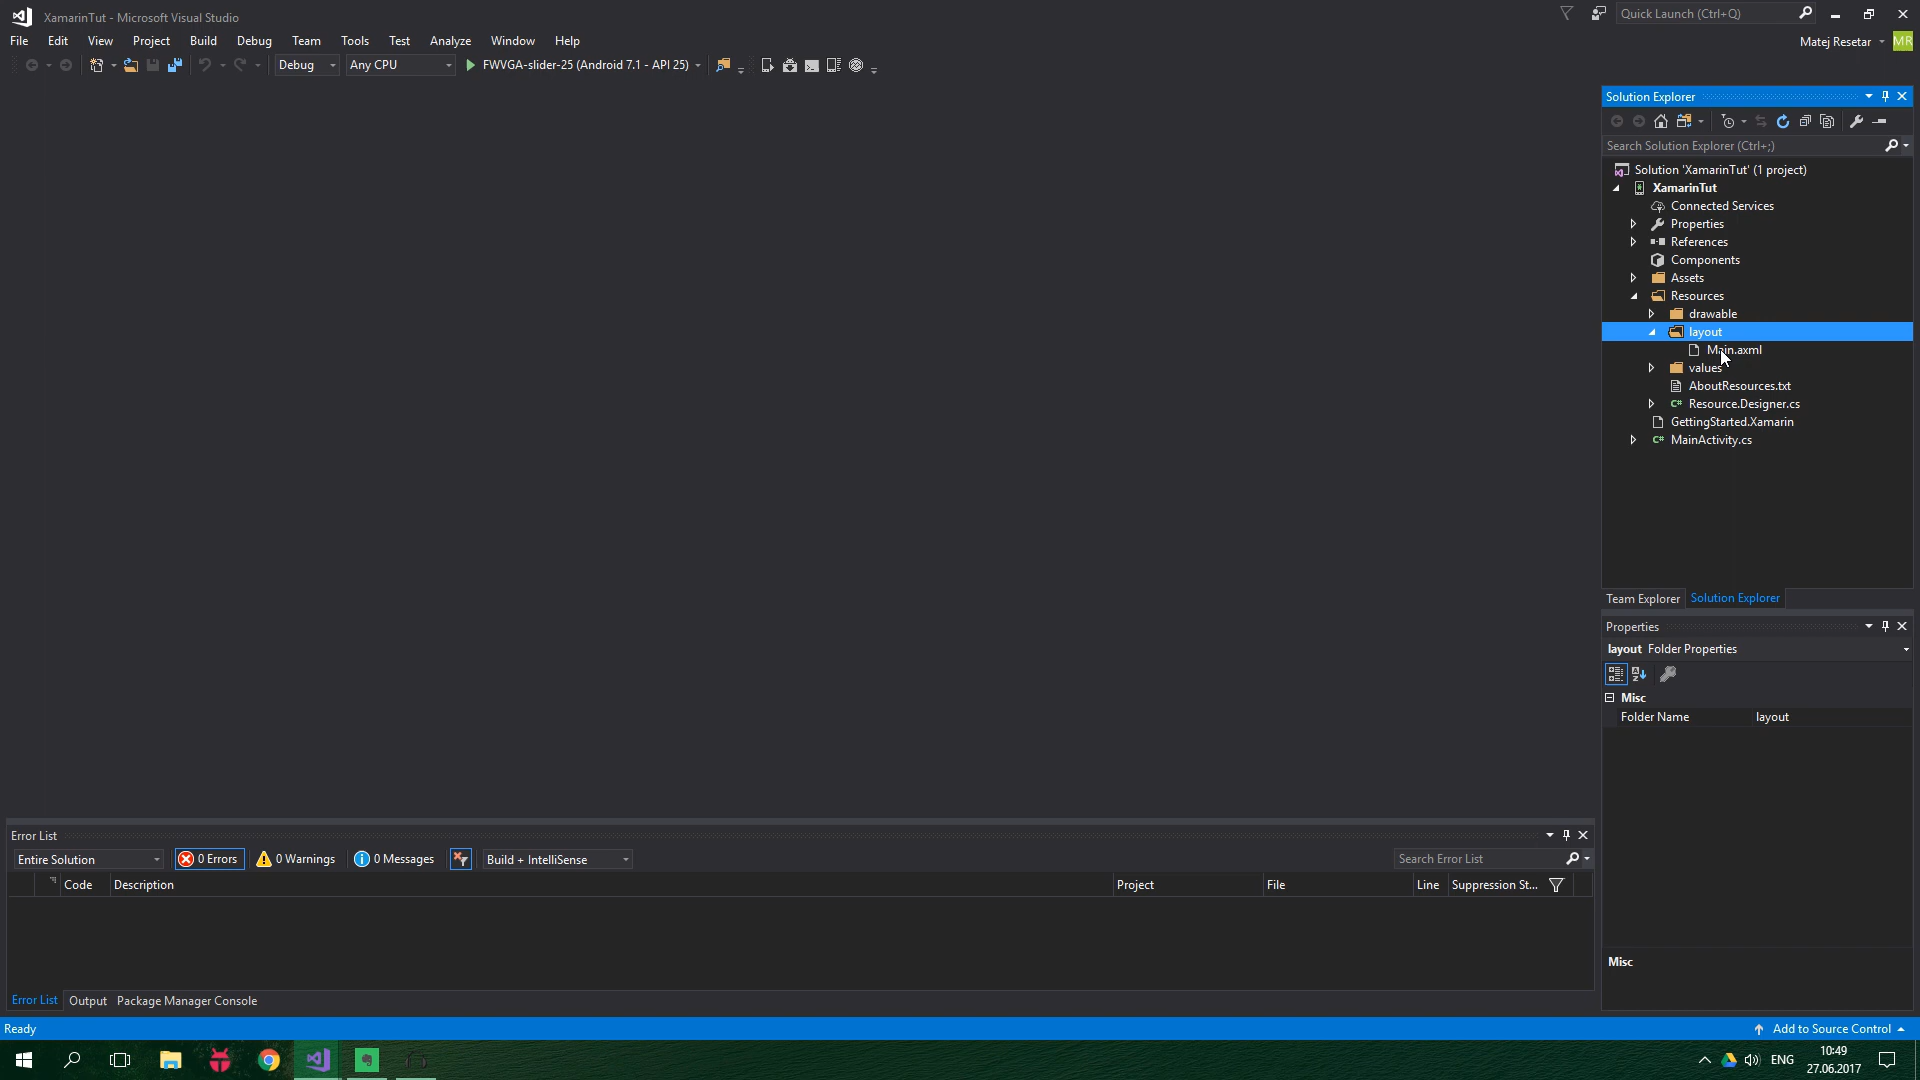 XamarinTut - Microsoft Visual Studio
Quick Launch (Ctrl+Q)
File Edit View Project Build Debug Team Tools Test Analyze Window Help
Matej Resetar MR
Debug Any CPU FWVGA-slider-25 (Android 7.1 - API 25)
Solution Explorer
Search Solution Explorer (Ctrl+;)
Solution 'XamarinTut' (1 project)
XamarinTut
Connected Services
Properties
References
Components
Assets
Resources
drawable
layout
Main.axml
values
AboutResources.txt
C# Resource.Designer.cs
GettingStarted.Xamarin
C# MainActivity.cs
Team Explorer Solution Explorer
Properties
layout Folder Properties
Misc
Folder Name layout
Misc
Error List
Entire Solution 0 Errors 0 Warnings 0 Messages Build + IntelliSense Search Error List
Code Description Project File Line Suppression St...
Error List Output Package Manager Console
Ready Add to Source Control
ENG 10:49
27.06.2017